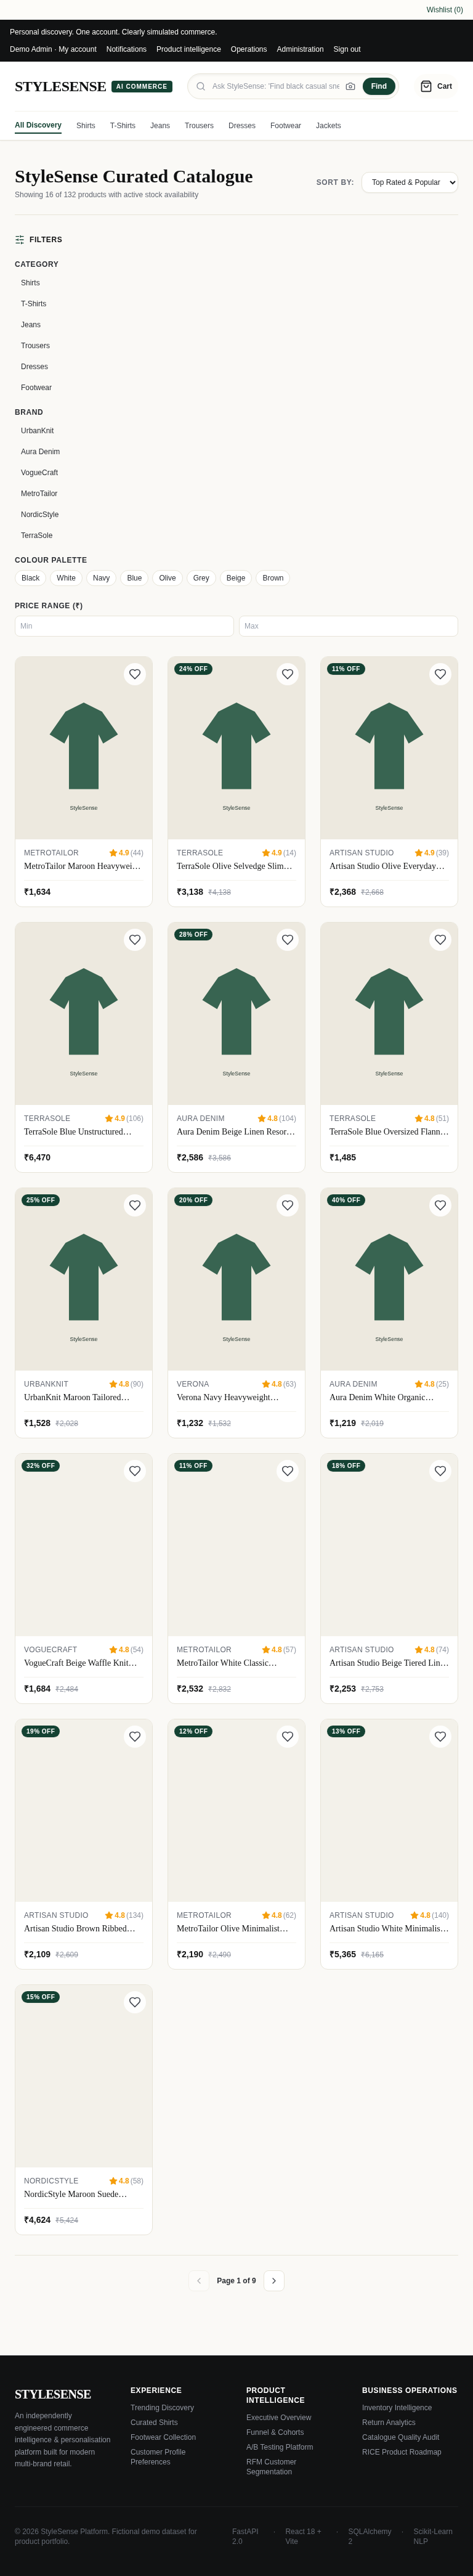 Wishlist (0)
Personal discovery. One account. Clearly simulated commerce.
Demo Admin · My account Notifications Product intelligence Operations Administration Sign out
STYLESENSE AI COMMERCE Ask StyleSense: 'Find black casual sne Find Cart
All Discovery Shirts T-Shirts Jeans Trousers Dresses Footwear Jackets
StyleSense Curated Catalogue
Showing 16 of 132 products with active stock availability
SORT BY: Top Rated & Popular
FILTERS
CATEGORY
Shirts
T-Shirts
Jeans
Trousers
Dresses
Footwear
BRAND
UrbanKnit
Aura Denim
VogueCraft
MetroTailor
NordicStyle
TerraSole
COLOUR PALETTE
Black White Navy Blue Olive Grey Beige Brown
PRICE RANGE (₹)
Min Max
StyleSense
METROTAILOR 4.9 (44)
MetroTailor Maroon Heavywei…
₹1,634
24% OFF
StyleSense
TERRASOLE 4.9 (14)
TerraSole Olive Selvedge Slim…
₹3,138 ₹4,138
11% OFF
StyleSense
ARTISAN STUDIO 4.9 (39)
Artisan Studio Olive Everyday…
₹2,368 ₹2,668
StyleSense
TERRASOLE 4.9 (106)
TerraSole Blue Unstructured…
₹6,470
28% OFF
StyleSense
AURA DENIM 4.8 (104)
Aura Denim Beige Linen Resor…
₹2,586 ₹3,586
StyleSense
TERRASOLE 4.8 (51)
TerraSole Blue Oversized Flann…
₹1,485
25% OFF
StyleSense
URBANKNIT 4.8 (90)
UrbanKnit Maroon Tailored…
₹1,528 ₹2,028
20% OFF
StyleSense
VERONA 4.8 (63)
Verona Navy Heavyweight…
₹1,232 ₹1,532
40% OFF
StyleSense
AURA DENIM 4.8 (25)
Aura Denim White Organic…
₹1,219 ₹2,019
32% OFF
VOGUECRAFT 4.8 (54)
VogueCraft Beige Waffle Knit…
₹1,684 ₹2,484
11% OFF
METROTAILOR 4.8 (57)
MetroTailor White Classic…
₹2,532 ₹2,832
18% OFF
ARTISAN STUDIO 4.8 (74)
Artisan Studio Beige Tiered Lin…
₹2,253 ₹2,753
19% OFF
ARTISAN STUDIO 4.8 (134)
Artisan Studio Brown Ribbed…
₹2,109 ₹2,609
12% OFF
METROTAILOR 4.8 (62)
MetroTailor Olive Minimalist…
₹2,190 ₹2,490
13% OFF
ARTISAN STUDIO 4.8 (140)
Artisan Studio White Minimalis…
₹5,365 ₹6,165
15% OFF
NORDICSTYLE 4.8 (58)
NordicStyle Maroon Suede…
₹4,624 ₹5,424
Page 1 of 9
STYLESENSE
An independently
engineered commerce
intelligence & personalisation
platform built for modern
multi-brand retail.
EXPERIENCE
Trending Discovery
Curated Shirts
Footwear Collection
Customer Profile
Preferences
PRODUCT
INTELLIGENCE
Executive Overview
Funnel & Cohorts
A/B Testing Platform
RFM Customer
Segmentation
BUSINESS OPERATIONS
Inventory Intelligence
Return Analytics
Catalogue Quality Audit
RICE Product Roadmap
© 2026 StyleSense Platform. Fictional demo dataset for
product portfolio.
FastAPI
2.0
·
React 18 +
Vite
·
SQLAlchemy
2
·
Scikit-Learn
NLP